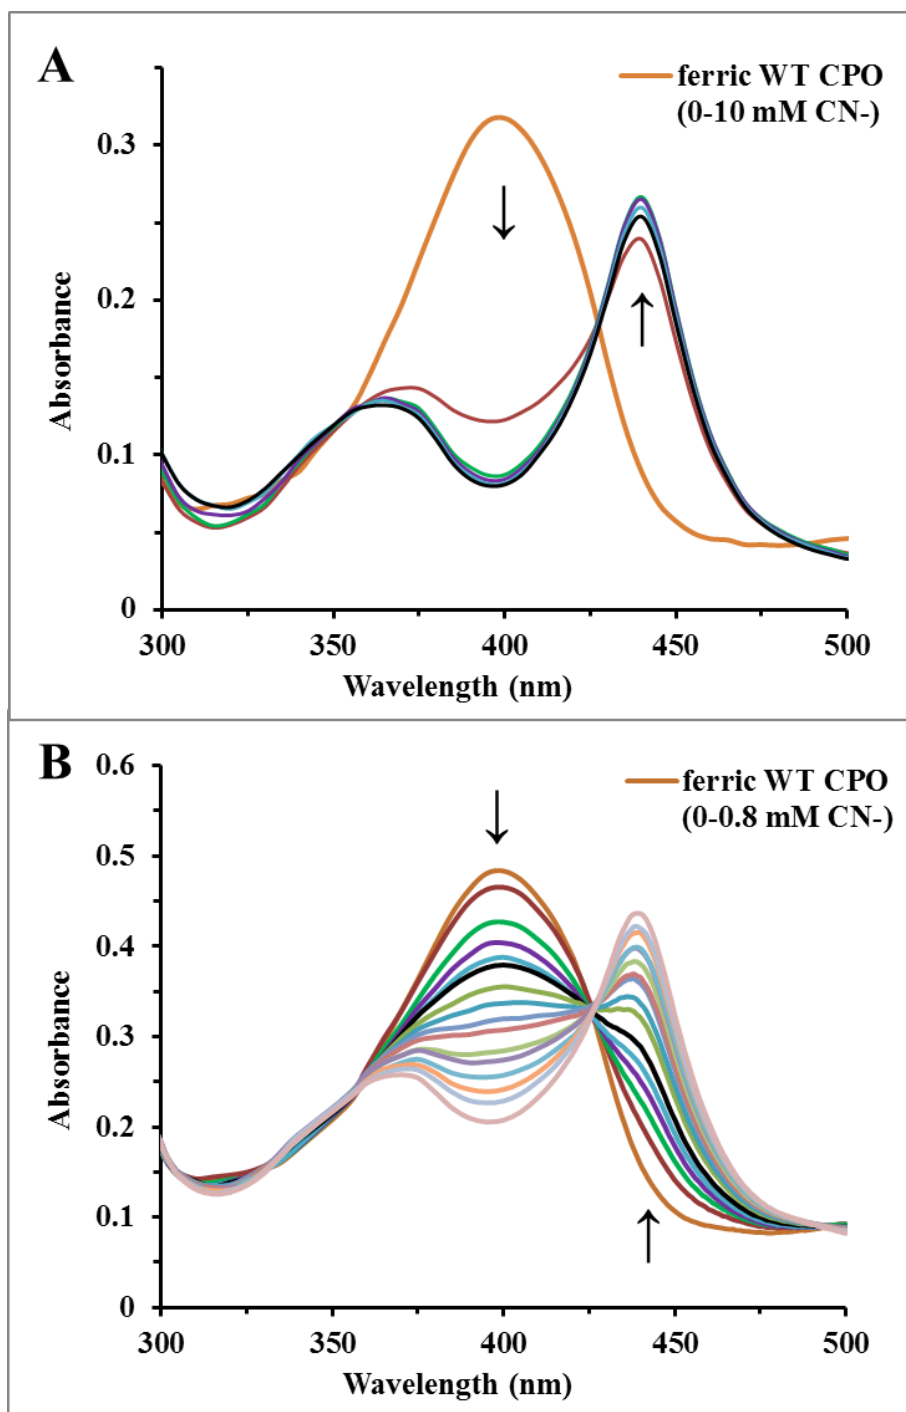 A
ferric WT CPO
(0-10 mM CN-)
0.3
0.2
0.1
0
Absorbance
300
350
400
450
500
Wavelength (nm)
B
0.6
ferric WT CPO
(0-0.8 mM CN-)
0.5
0.4
0.3
0.2
0.1
0
Absorbance
300
350
400
450
500
Wavelength (nm)